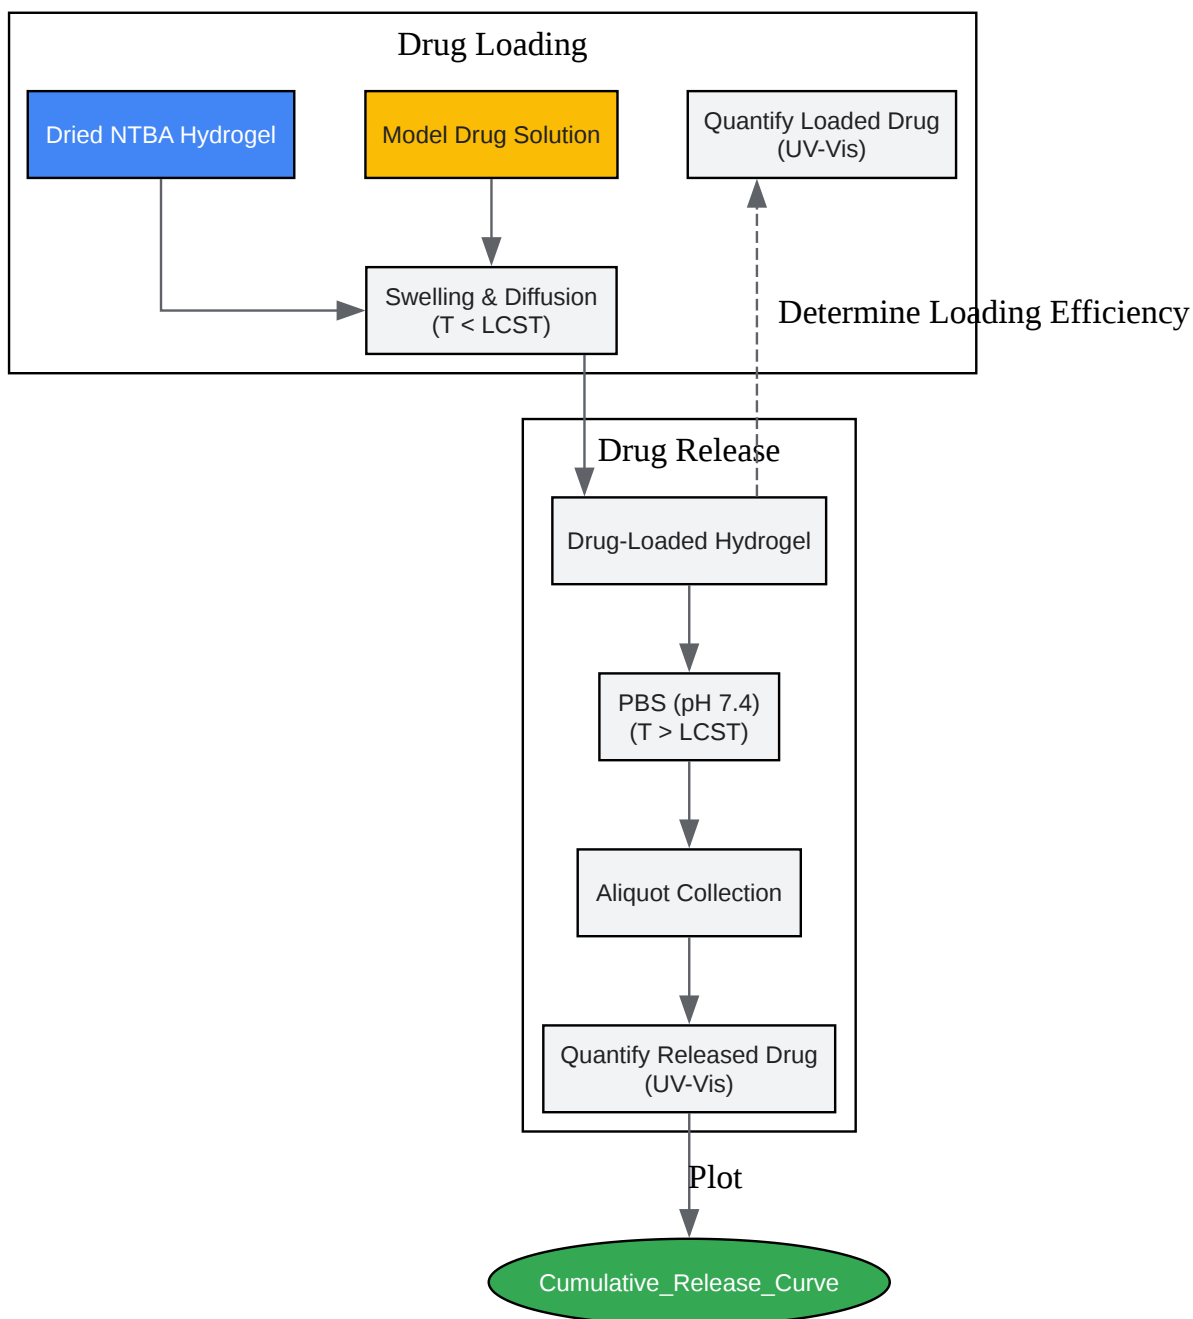 Drug Loading
Dried NTBA Hydrogel
Model Drug Solution
Quantify Loaded Drug
(UV-Vis)
Swelling & Diffusion
(T < LCST)
Determine Loading Efficiency
Drug Release
Drug-Loaded Hydrogel
PBS (pH 7.4)
(T > LCST)
Aliquot Collection
Quantify Released Drug
(UV-Vis)
Plot
Cumulative_Release_Curve